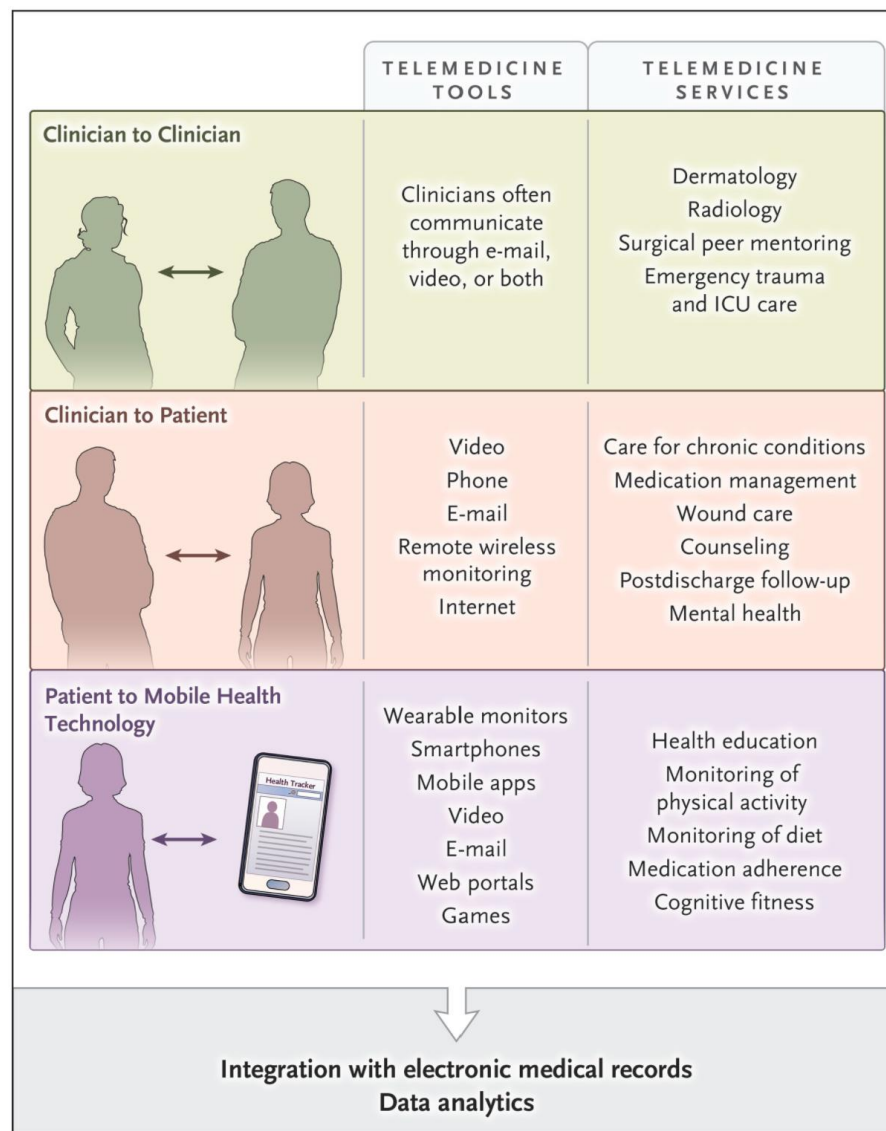 TELEMEDICINE
TOOLS
TELEMEDICINE
SERVICES
Clinician to Clinician
Clinicians often
communicate
through e-mail,
video, or both
Dermatology
Radiology
Surgical peer mentoring
Emergency trauma
and ICU care
Clinician to Patient
Video
Phone
E-mail
Remote wireless
monitoring
Internet
Care for chronic conditions
Medication management
Wound care
Counseling
Postdischarge follow-up
Mental health
Patient to Mobile Health
Technology
Health Tracker
Wearable monitors
Smartphones
Mobile apps
Video
E-mail
Web portals
Games
Health education
Monitoring of
physical activity
Monitoring of diet
Medication adherence
Cognitive fitness
Integration with electronic medical records
Data analytics